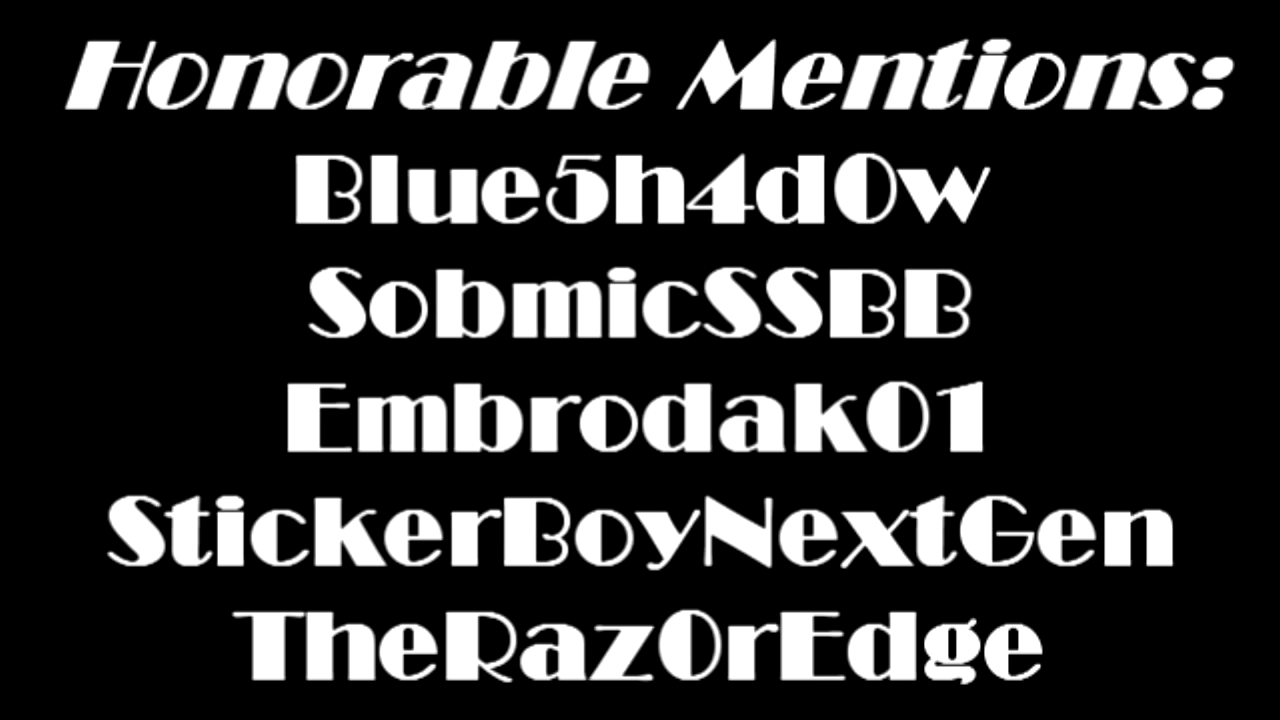 Honorable Mentions:
Blue5h4d0w
SobmicSSBB
Embrodak01
StickerBoyNextGen
TheRaz0rEdge